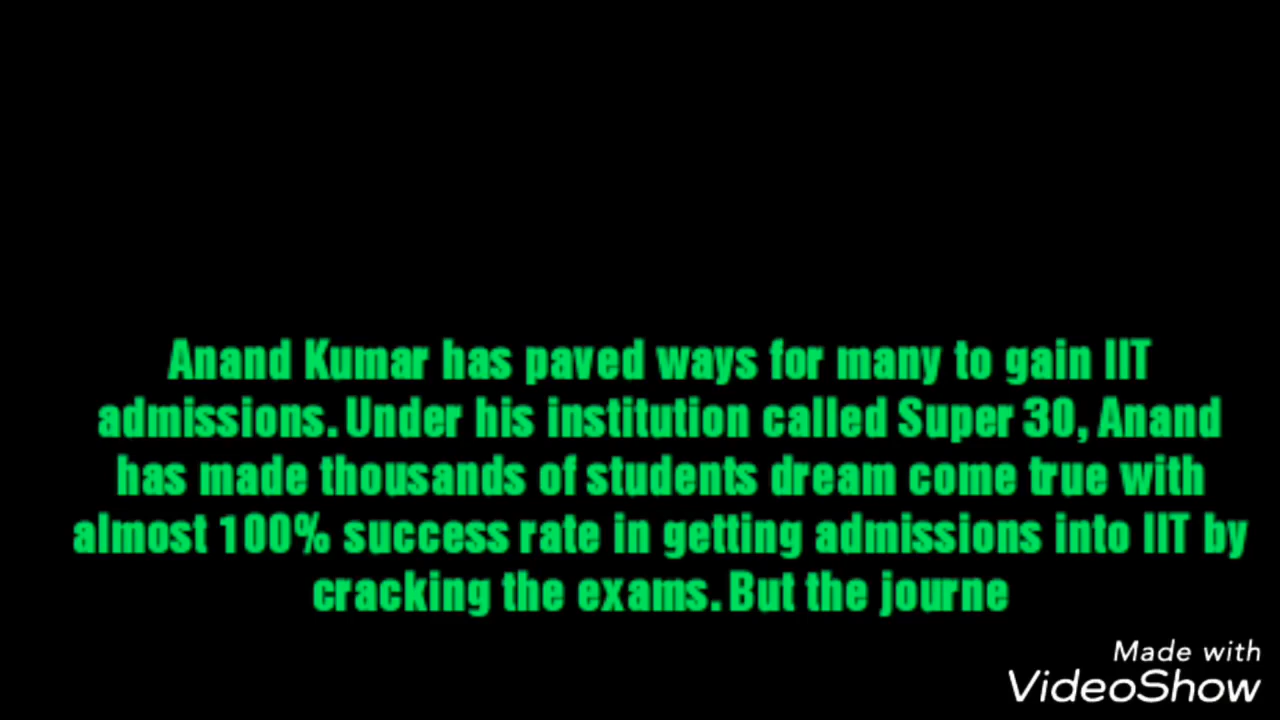 Anand Kumar has paved ways for many to gain IIT
admissions. Under his institution called Super 30, Anand
has made thousands of students dream come true with
almost 100% success rate in getting admissions into IIT by
cracking the exams. But the journe
Made with
VideoShow